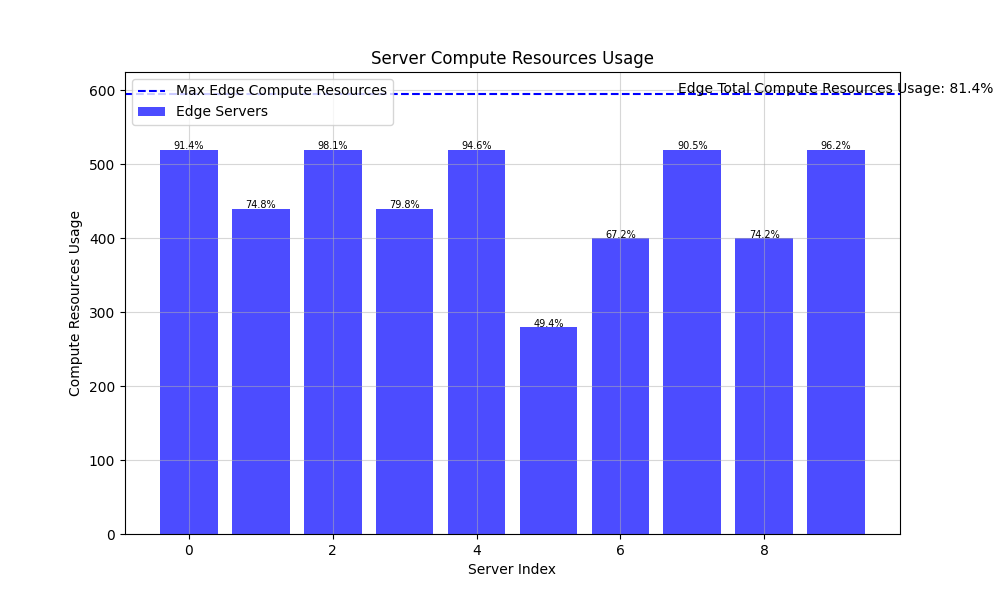 Server Compute Resources Usage
Max Edge Compute Resources
Edge Servers
Edge Total Compute Resources Usage: 81.4%
91.4%
74.8%
98.1%
79.8%
94.6%
49.4%
67.2%
90.5%
74.2%
96.2%
Compute Resources Usage
600
500
400
300
200
100
0
0 2 4 6 8
Server Index